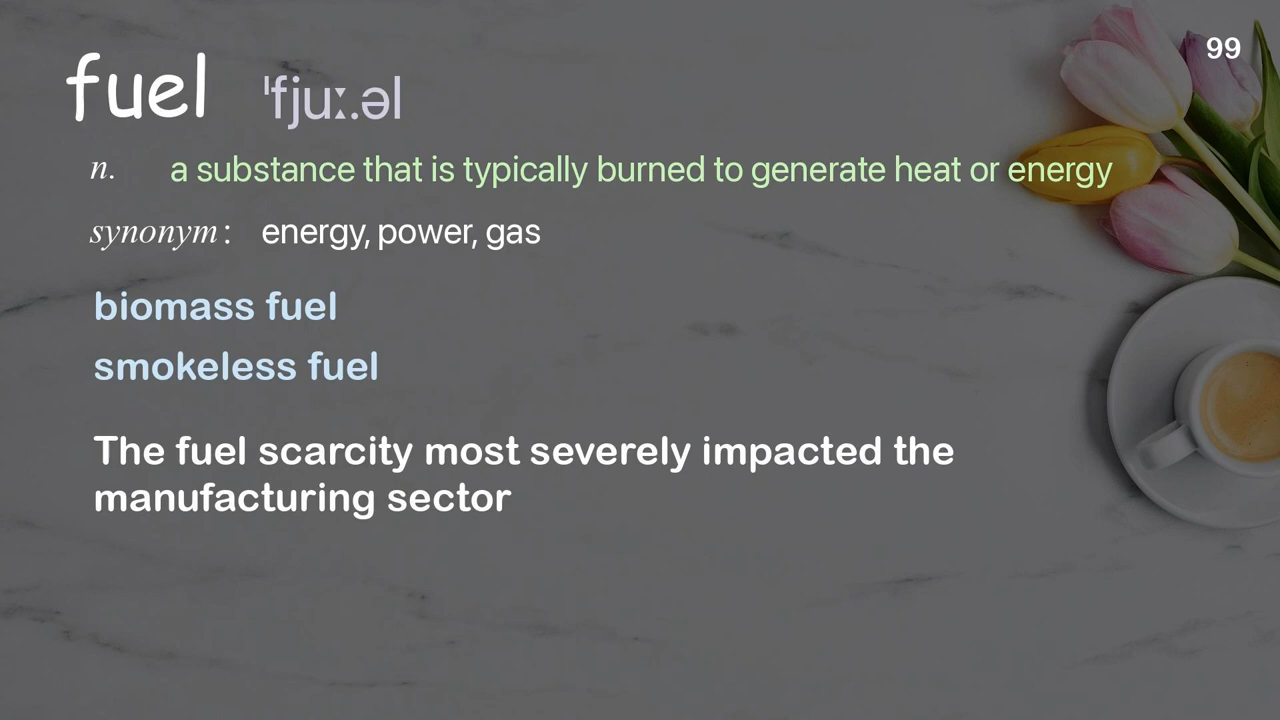 99
fuel ˈfjuː.əl
n. a substance that is typically burned to generate heat or energy
synonym: energy, power, gas
biomass fuel
smokeless fuel
The fuel scarcity most severely impacted the
manufacturing sector